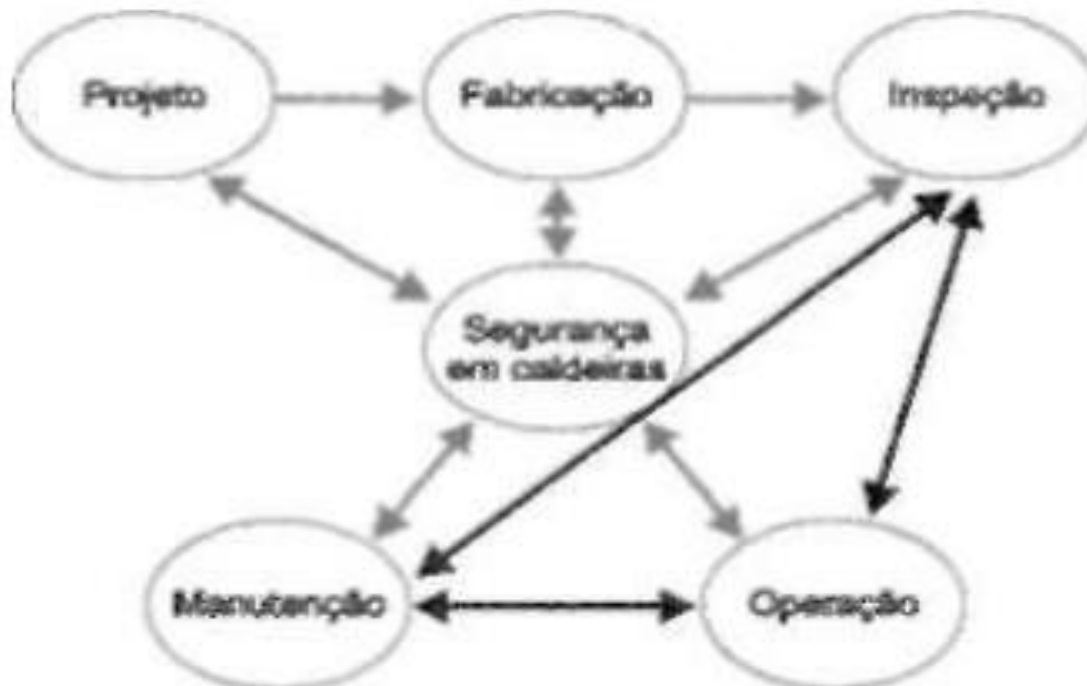 Projeto
Fabricação
Inspeção
Segurança
em caldeiras
Manutenção
Operação